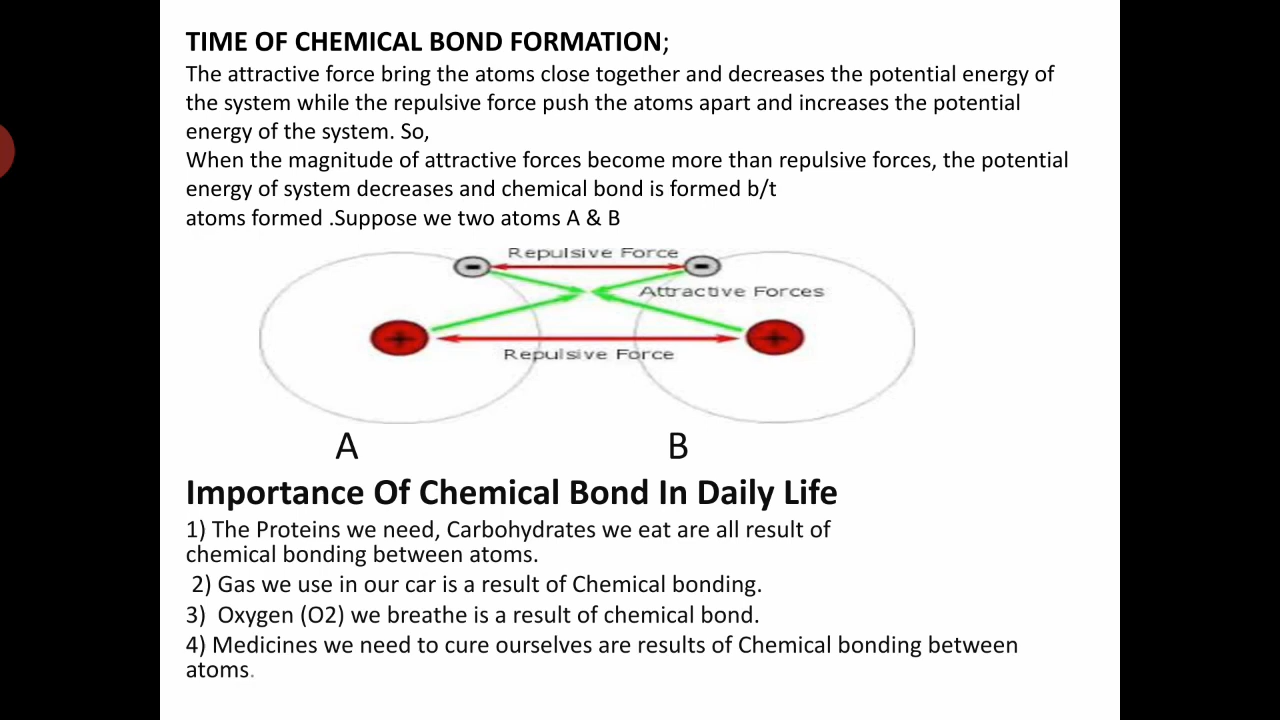 TIME OF CHEMICAL BOND FORMATION;
The attractive force bring the atoms close together and decreases the potential energy of
the system while the repulsive force push the atoms apart and increases the potential
energy of the system. So,
When the magnitude of attractive forces become more than repulsive forces, the potential
energy of system decreases and chemical bond is formed b/t
atoms formed .Suppose we two atoms A & B
Repulsive Force
- -
Attractive Forces
+ +
Repulsive Force
A B
Importance Of Chemical Bond In Daily Life
1) The Proteins we need, Carbohydrates we eat are all result of
chemical bonding between atoms.
2) Gas we use in our car is a result of Chemical bonding.
3) Oxygen (O2) we breathe is a result of chemical bond.
4) Medicines we need to cure ourselves are results of Chemical bonding between
atoms.